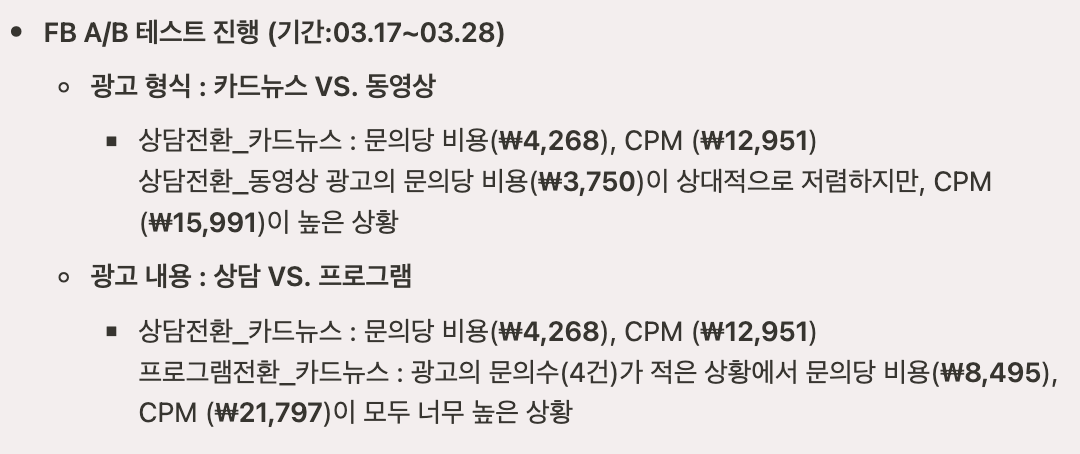 • FB A/B 테스트 진행 (기간:03.17~03.28)
◦ 광고 형식 : 카드뉴스 VS. 동영상
▪ 상담전환_카드뉴스 : 문의당 비용(₩4,268), CPM (₩12,951)
상담전환_동영상 광고의 문의당 비용(₩3,750)이 상대적으로 저렴하지만, CPM
(₩15,991)이 높은 상황
◦ 광고 내용 : 상담 VS. 프로그램
▪ 상담전환_카드뉴스 : 문의당 비용(₩4,268), CPM (₩12,951)
프로그램전환_카드뉴스 : 광고의 문의수(4건)가 적은 상황에서 문의당 비용(₩8,495),
CPM (₩21,797)이 모두 너무 높은 상황